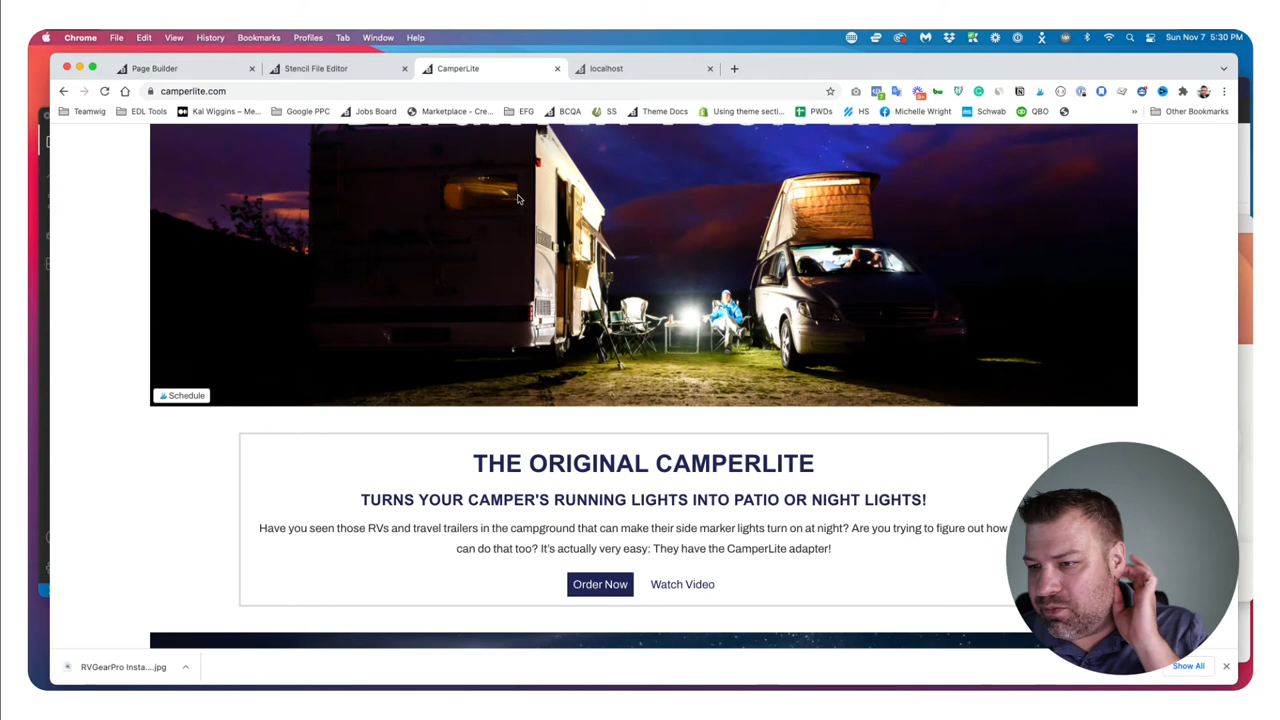 Chrome File Edit View History Bookmarks Profiles Tab Window Help Sun Nov 7 5:30 PM
Page Builder Stencil File Editor CamperLite localhost
camperlite.com
Teamwig EDL Tools Kal Wiggins – Me... Google PPC Jobs Board Marketplace - Cre... EFG BCQA SS Theme Docs Using theme secti... PWDs HS Michelle Wright Schwab QBO » Other Bookmarks
Schedule
THE ORIGINAL CAMPERLITE
TURNS YOUR CAMPER'S RUNNING LIGHTS INTO PATIO OR NIGHT LIGHTS!
Have you seen those RVs and travel trailers in the campground that can make their side marker lights turn on at night? Are you trying to figure out how
can do that too? It's actually very easy: They have the CamperLite adapter!
Order Now Watch Video
RVGearPro Insta....jpg Show All